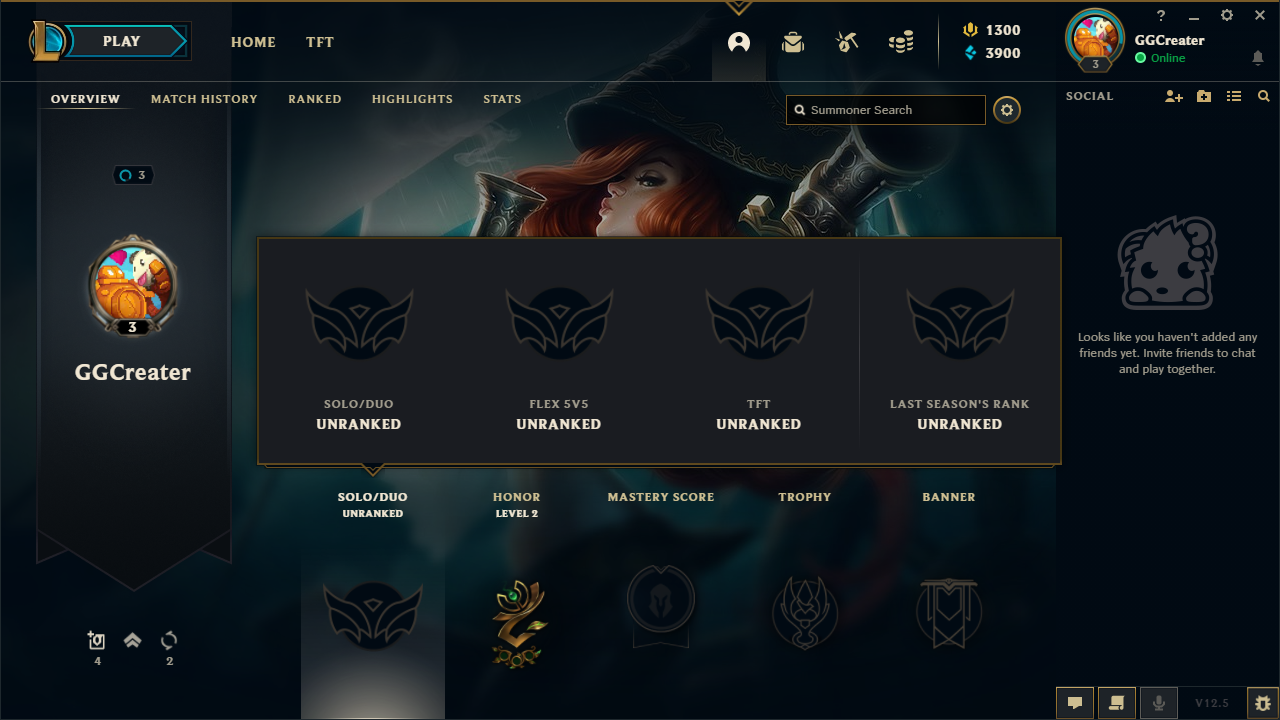 PLAY
HOME
TFT
1300
3900
3
?
GGCreater
Online
OVERVIEW
MATCH HISTORY
RANKED
HIGHLIGHTS
STATS
Summoner Search
SOCIAL
3
3
GGCreater
SOLO/DUO
UNRANKED
FLEX 5V5
UNRANKED
TFT
UNRANKED
LAST SEASON'S RANK
UNRANKED
Looks like you haven't added any
friends yet. Invite friends to chat
and play together.
SOLO/DUO
UNRANKED
HONOR
LEVEL 2
MASTERY SCORE
TROPHY
BANNER
4
2
V12.5